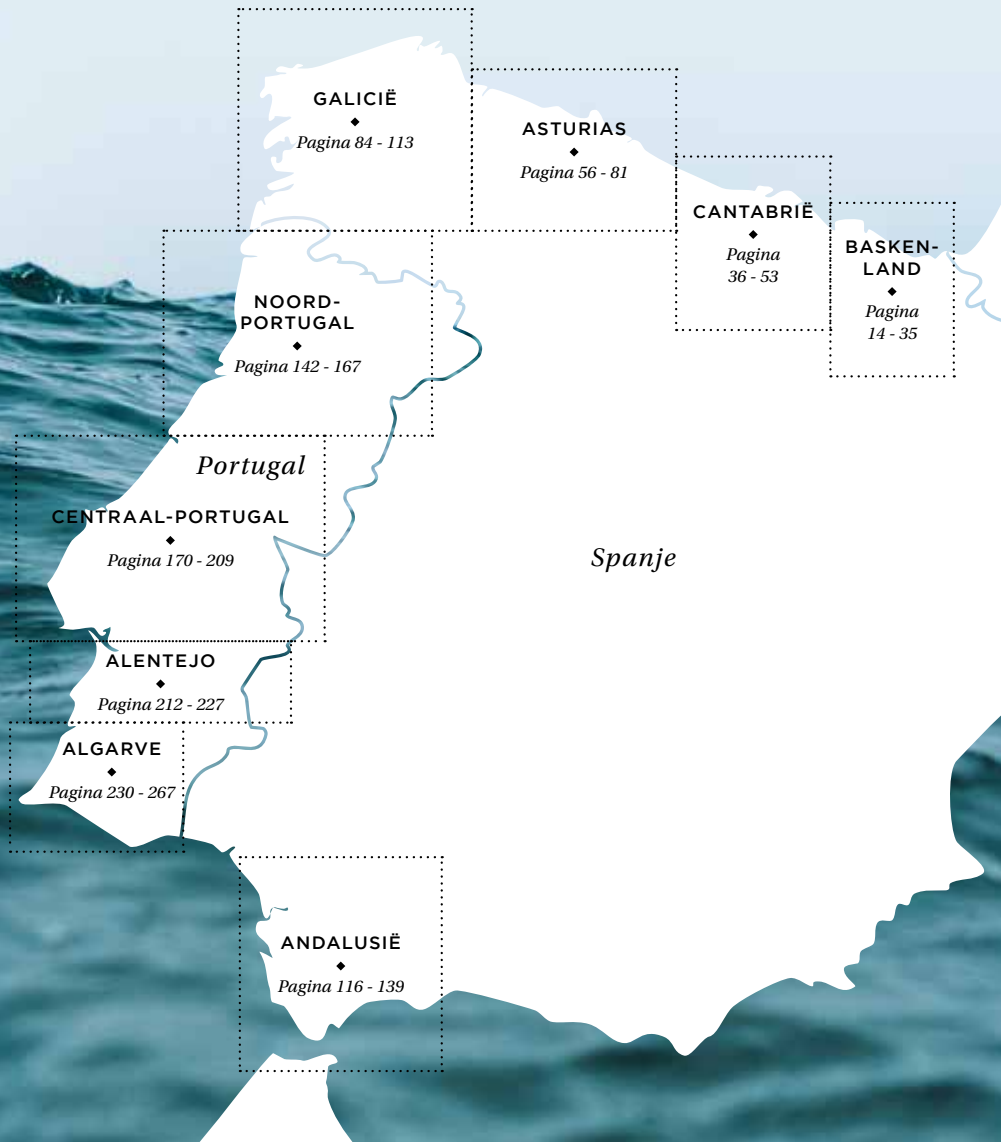 GALICIË
Pagina 84 - 113
ASTURIAS
Pagina 56 - 81
CANTABRIË
Pagina
36 - 53
BASKEN-
LAND
Pagina
14 - 35
NOORD-
PORTUGAL
Pagina 142 - 167
Portugal
CENTRAAL-PORTUGAL
Pagina 170 - 209
Spanje
ALENTEJO
Pagina 212 - 227
ALGARVE
Pagina 230 - 267
ANDALUSIË
Pagina 116 - 139